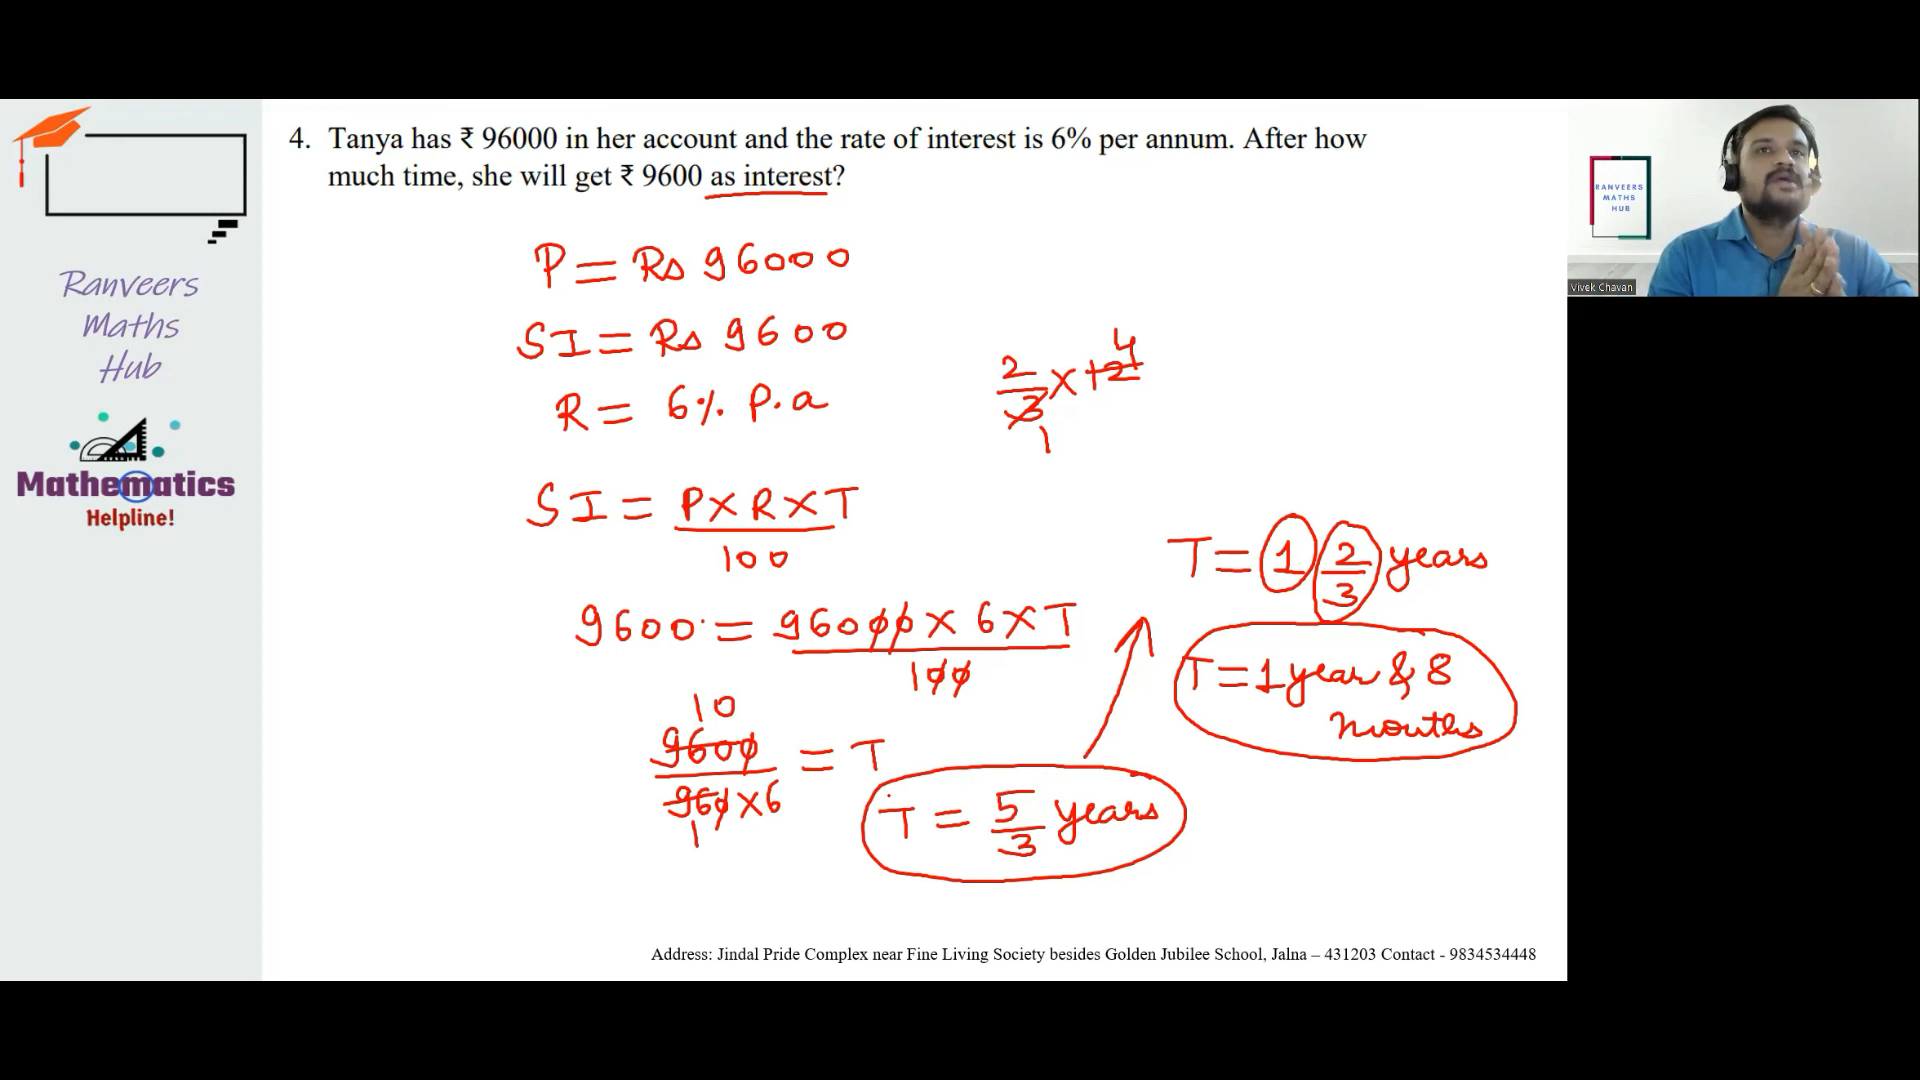 4. Tanya has ₹ 96000 in her account and the rate of interest is 6% per annum. After how
much time, she will get ₹ 9600 as interest?
RANVEERS
MATHS
HUB
Vivek Chavan
Ranveers
Maths
Hub
Mathematics
Helpline!
P = Rs 96000
SI = Rs 9600
R = 6% P.a
2/3 × 12
4
1
SI = P×R×T
100
9600 = 96000 × 6 × T
100
10
9600 = T
960 × 6
1
T = 5/3 years
T = 1 2/3 years
T = 1 year & 8
months
Address: Jindal Pride Complex near Fine Living Society besides Golden Jubilee School, Jalna – 431203 Contact - 9834534448